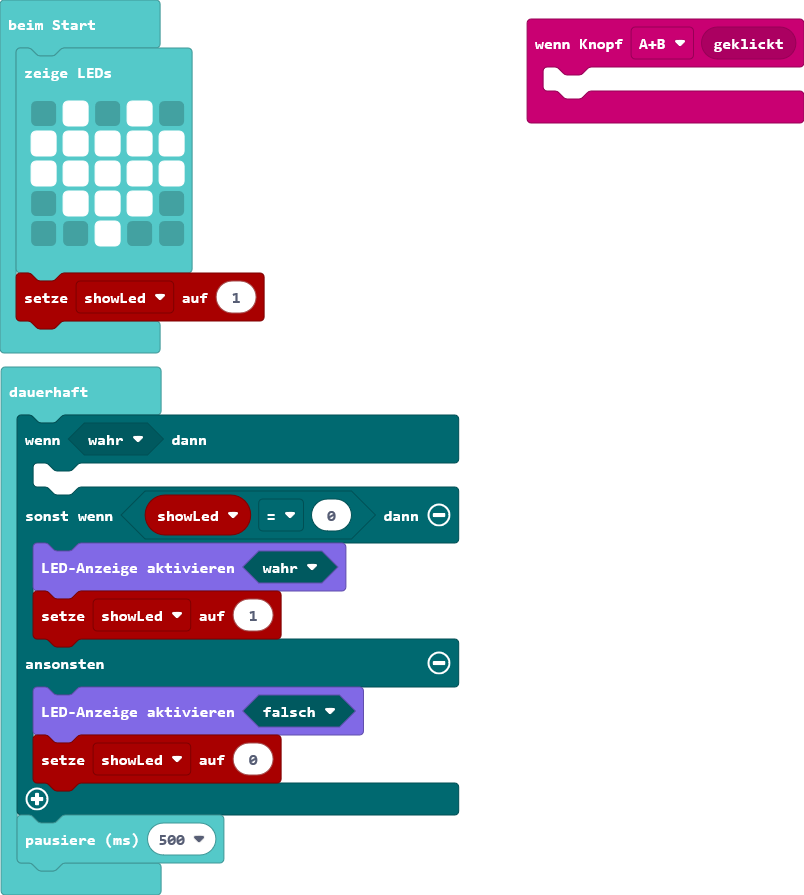 beim Start
zeige LEDs
setze showLed auf 1
wenn Knopf A+B geklickt
dauerhaft
wenn wahr dann
sonst wenn showLed = 0 dann
LED-Anzeige aktivieren wahr
setze showLed auf 1
ansonsten
LED-Anzeige aktivieren falsch
setze showLed auf 0
pausiere (ms) 500